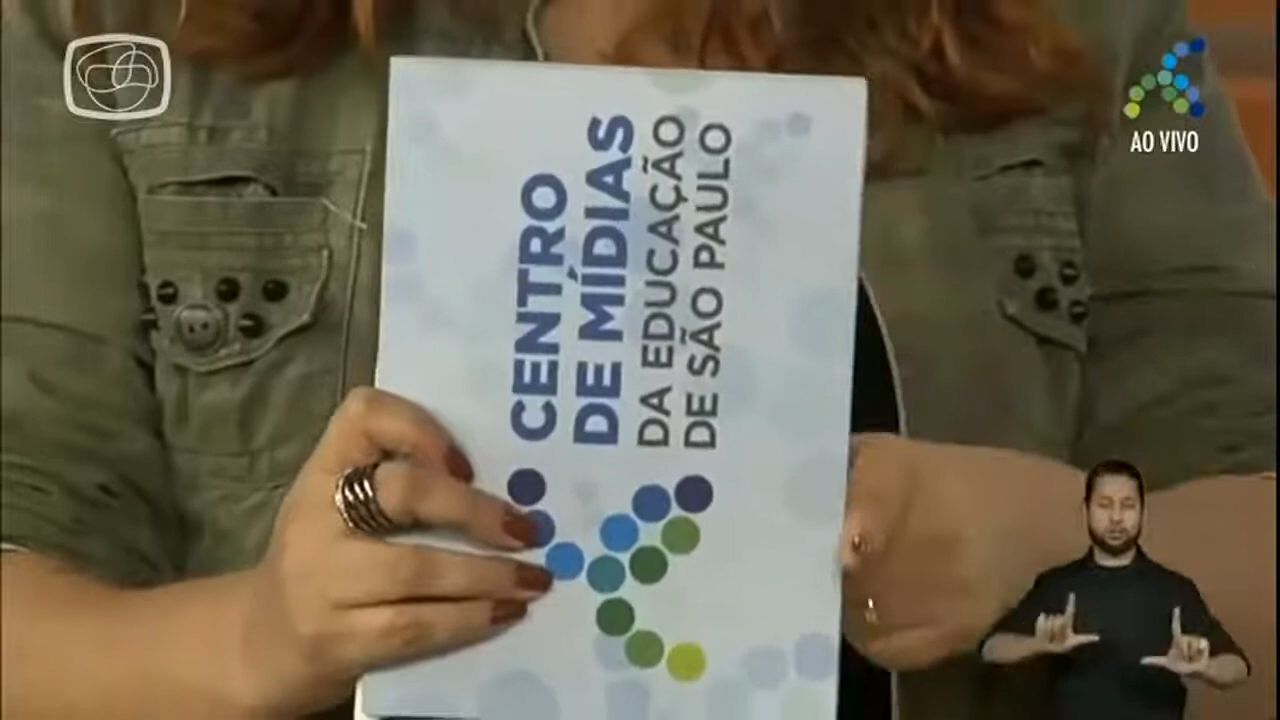 CENTRO
DE MÍDIAS
DA EDUCAÇÃO
DE SÃO PAULO
AO VIVO